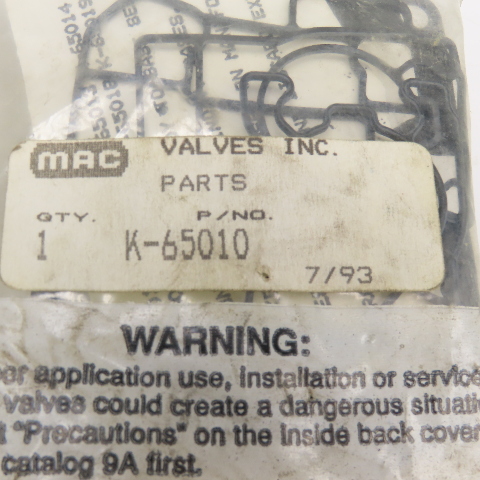 MAC VALVES INC.
PARTS
QTY. P/NO.
1 K-65010
7/93
WARNING:
application use, Installation or service
valves could create a dangerous
"Precautions" on the inside back cover
catalog 9A first.